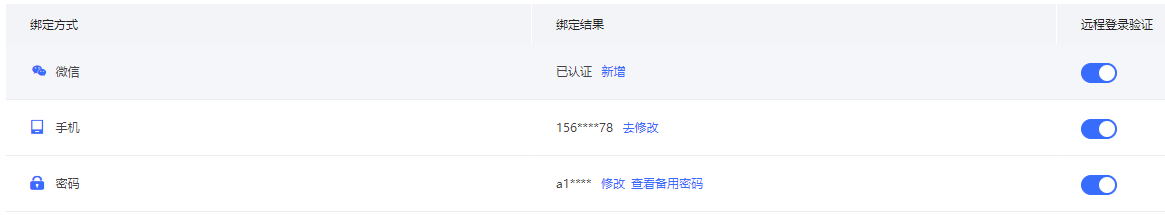 绑定方式 绑定结果 远程登录验证
微信 已认证 新增
手机 156****78 去修改
密码 a1**** 修改 查看备用密码